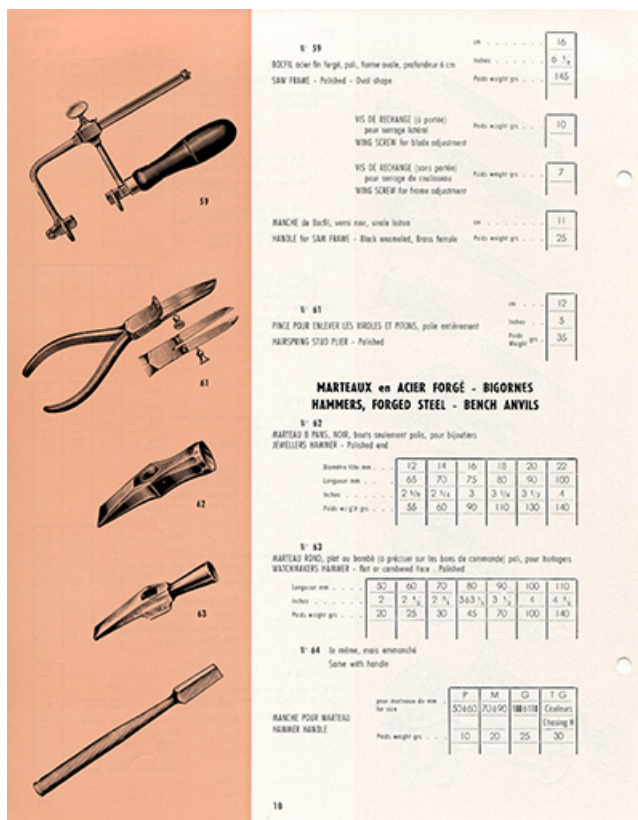 N° 59
BOCFIL acier fin forgé, poli, forme ovale, profondeur 6 cm
SAW FRAME - Polished - Oval shape
cm . . . . . . . 16
Inches . . . . . . 6
Poids weight grs . . . 145
VIS DE RECHANGE (à portée)
pour serrage latéral
WING SCREW for blade adjustment
Poids weight grs . . . 10
VIS DE RECHANGE (sans portée)
pour serrage de coulisseau
WING SCREW for frame adjustment
Poids weight grs . . . 7
59
MANCHE de Bocfil, verni noir, virole laiton
HANDLE for SAW FRAME - Black enameled, Brass ferrule
cm . . . . . . . 11
Poids weight grs . . . 25
N° 61
PINCE POUR ENLEVER LES VIROLES ET PITONS, polie entièrement
HAIRSPRING STUD PLIER - Polished
cm . . . 12
Inches . . 5
Poids Weight grs . 35
61
MARTEAUX en ACIER FORGÉ - BIGORNES
HAMMERS, FORGED STEEL - BENCH ANVILS
N° 62
MARTEAU 8 PANS, NOIR, bouts seulement polis, pour bijoutiers
JEWELLERS HAMMER - Polished end
Diamètre tête mm . . 12 14 16 18 20 22
Longueur mm . . . 65 70 75 80 90 100
Inches . . . . . . 3 4
Poids weight grs . . . 55 60 90 110 130 140
62
N° 63
MARTEAU ROND, plat ou bombé (à préciser sur les bons de commande) poli, pour horlogers
WATCHMAKERS HAMMER - flat or cambered face . Polished
Longueur mm . . . . 50 60 70 80 90 100 110
Inches . . . . . . 2 4
Poids weight grs . . . 20 25 30 45 70 100 140
63
N° 64 le même, mais emmanché
Same with handle
P M G T G
pour marteaux de mm .
for size
50à60 70à90 100à110 Ciseleurs
Chasing H
MANCHE POUR MARTEAU
HAMMER HANDLE
Poids weight grs . . . 10 20 25 30
10